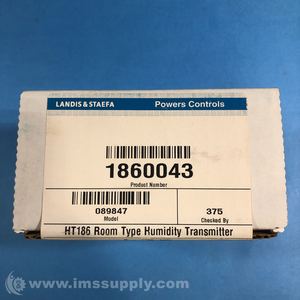 LANDIS & STAEFA Powers Controls
1860043
Product Number
089847 375
Model Checked By
HT186 Room Type Humidity Transmitter
© www.imssupply.com